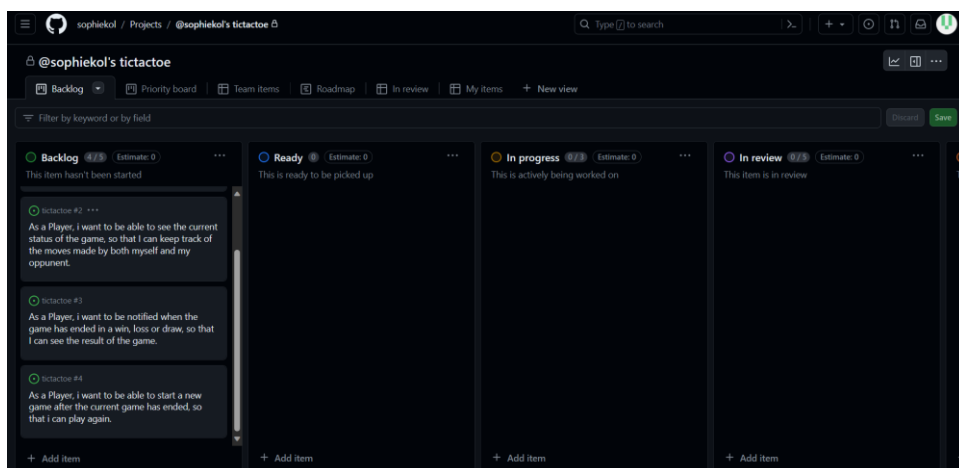 sophiekol / Projects / @sophiekol's tictactoe
Type / to search
@sophiekol's tictactoe
Backlog
Priority board
Team items
Roadmap
In review
My items
+ New view
Filter by keyword or by field
Discard
Save
Backlog 4 / 5 Estimate: 0
This item hasn't been started
tictactoe #2
As a Player, i want to be able to see the current
status of the game, so that I can keep track of
the moves made by both myself and my
oppunent.
tictactoe #3
As a Player, i want to be notified when the
game has ended in a win, loss or draw, so that
I can see the result of the game.
tictactoe #4
As a Player, i want to be able to start a new
game after the current game has ended, so
that i can play again.
+ Add item
Ready 0 Estimate: 0
This is ready to be picked up
+ Add item
In progress 0 / 3 Estimate: 0
This is actively being worked on
+ Add item
In review 0 / 5 Estimate: 0
This item is in review
+ Add item